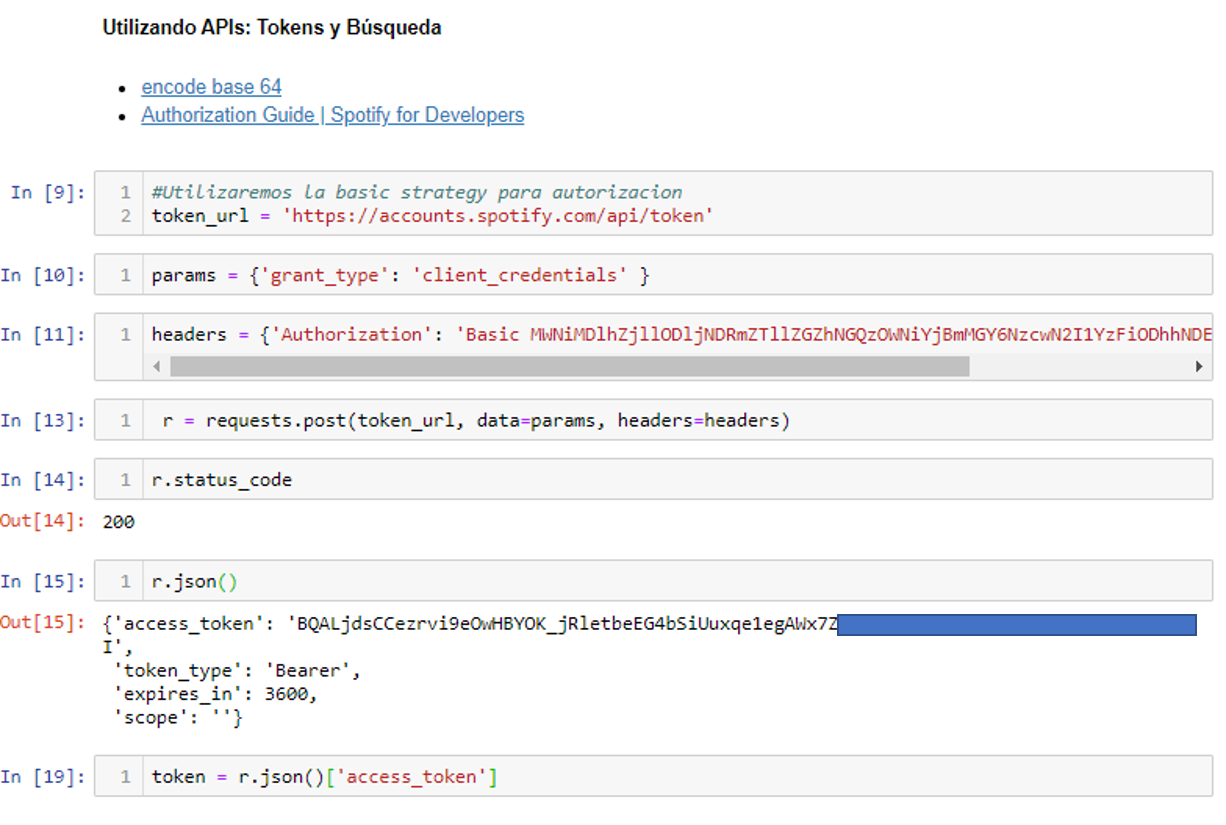 Utilizando APIs: Tokens y Búsqueda
encode base 64
Authorization Guide | Spotify for Developers
In [9]:
1 #Utilizaremos la basic strategy para autorizacion
2 token_url = 'https://accounts.spotify.com/api/token'
In [10]:
1 params = {'grant_type': 'client_credentials' }
In [11]:
1 headers = {'Authorization': 'Basic MWNiMDlhZjllODljNDRmZTllZGZhNGQzOWNiYjBmMGY6NzcwN2I1YzFiODhhNDE
In [13]:
1 r = requests.post(token_url, data=params, headers=headers)
In [14]:
1 r.status_code
Out[14]: 200
In [15]:
1 r.json()
Out[15]: {'access_token': 'BQALjdsCCezrvi9eOwHBYOK_jRletbeEG4bSiUuxqe1egAWx7Z
I',
'token_type': 'Bearer',
'expires_in': 3600,
'scope': ''}
In [19]:
1 token = r.json()['access_token']